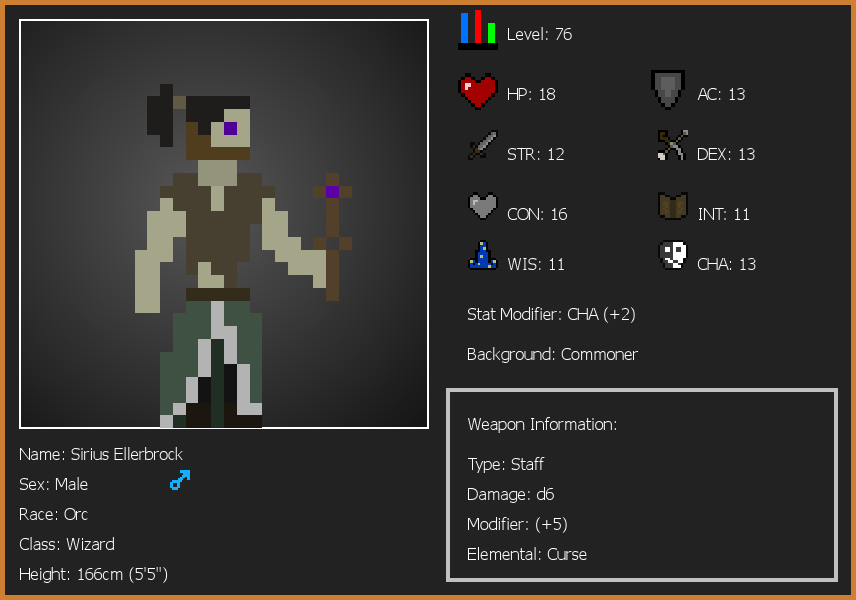 Level: 76
HP: 18
AC: 13
STR: 12
DEX: 13
CON: 16
INT: 11
WIS: 11
CHA: 13
Stat Modifier: CHA (+2)
Background: Commoner
Weapon Information:
Type: Staff
Damage: d6
Modifier: (+5)
Elemental: Curse
Name: Sirius Ellerbrock
Sex: Male
Race: Orc
Class: Wizard
Height: 166cm (5'5")